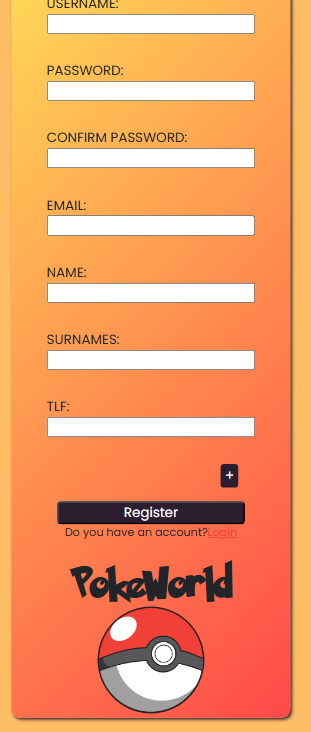 USERNAME:
PASSWORD:
CONFIRM PASSWORD:
EMAIL:
NAME:
SURNAMES:
TLF:
+
Register
Do you have an account?Login
PokeWorld